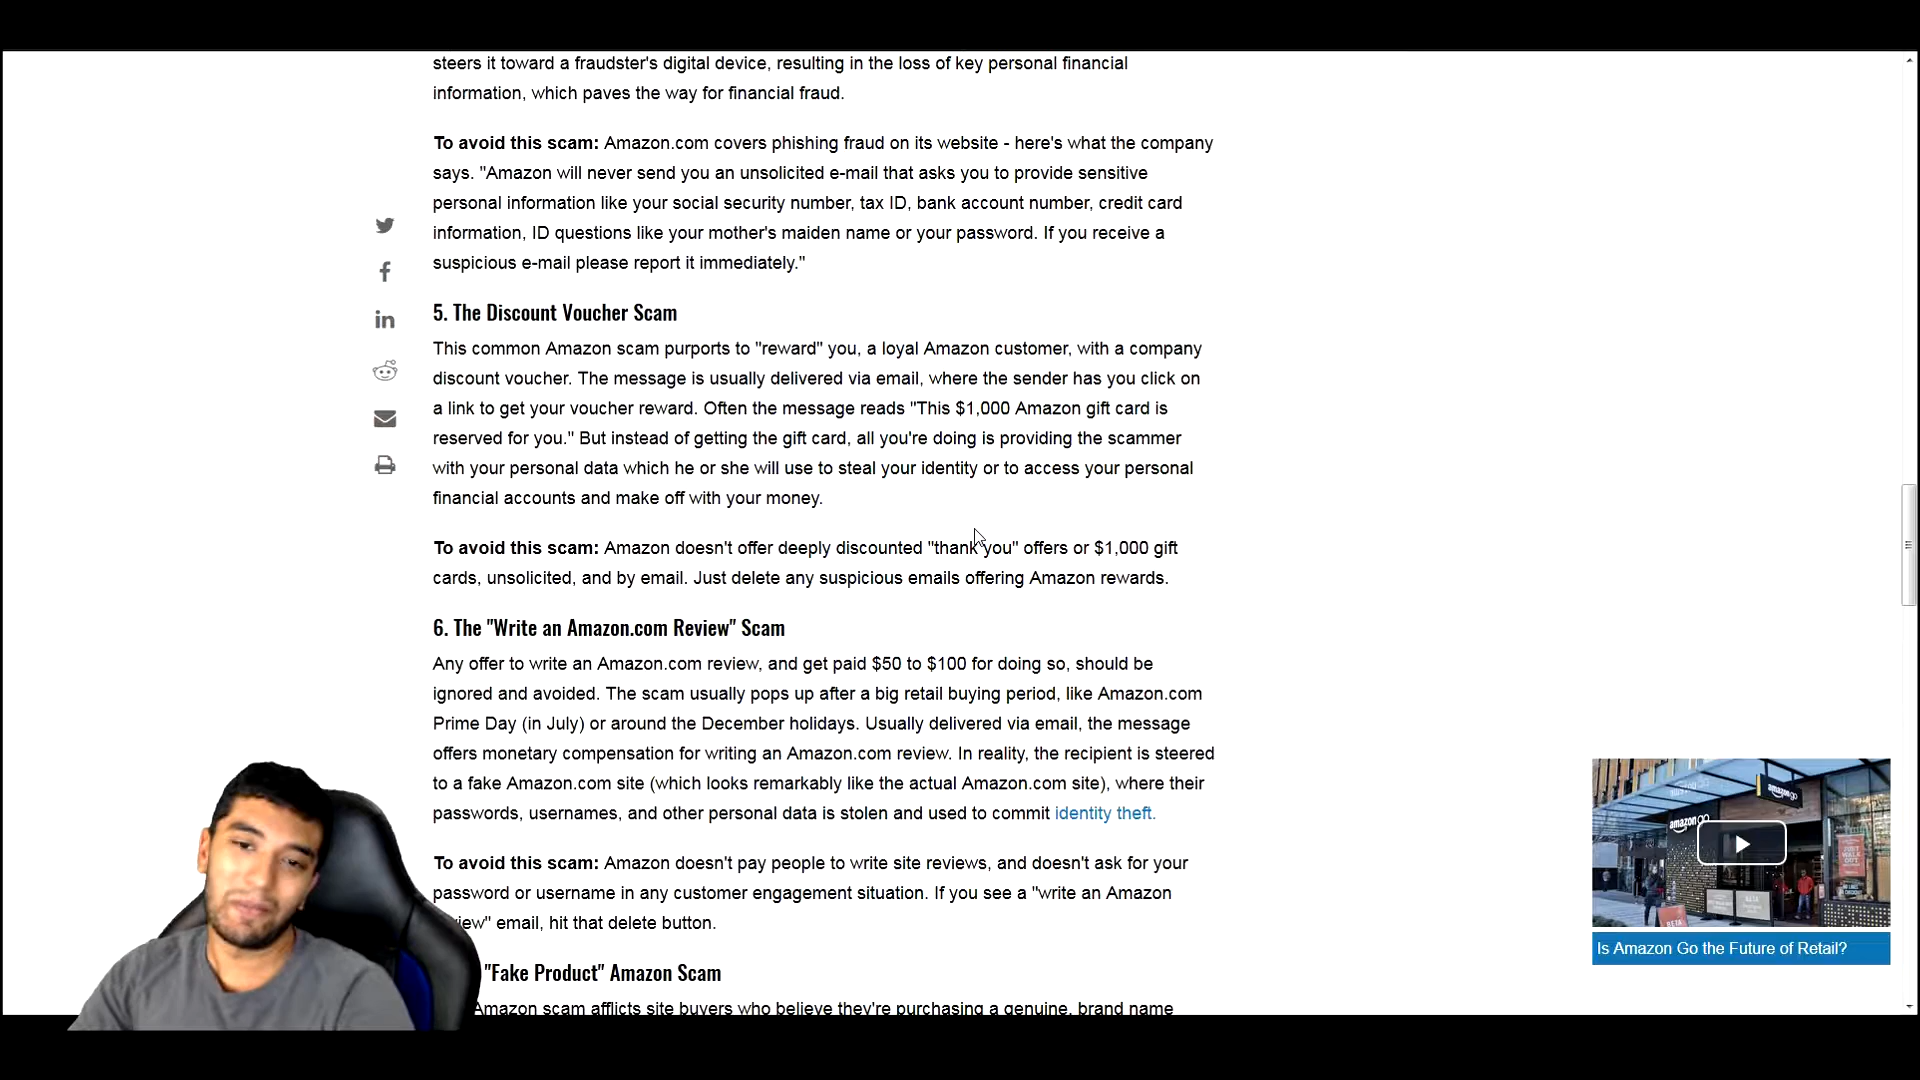 steers it toward a fraudster's digital device, resulting in the loss of key personal financial
information, which paves the way for financial fraud.
To avoid this scam: Amazon.com covers phishing fraud on its website - here's what the company
says. "Amazon will never send you an unsolicited e-mail that asks you to provide sensitive
personal information like your social security number, tax ID, bank account number, credit card
information, ID questions like your mother's maiden name or your password. If you receive a
suspicious e-mail please report it immediately."
5. The Discount Voucher Scam
This common Amazon scam purports to "reward" you, a loyal Amazon customer, with a company
discount voucher. The message is usually delivered via email, where the sender has you click on
a link to get your voucher reward. Often the message reads "This $1,000 Amazon gift card is
reserved for you." But instead of getting the gift card, all you're doing is providing the scammer
with your personal data which he or she will use to steal your identity or to access your personal
financial accounts and make off with your money.
To avoid this scam: Amazon doesn't offer deeply discounted "thank you" offers or $1,000 gift
cards, unsolicited, and by email. Just delete any suspicious emails offering Amazon rewards.
6. The "Write an Amazon.com Review" Scam
Any offer to write an Amazon.com review, and get paid $50 to $100 for doing so, should be
ignored and avoided. The scam usually pops up after a big retail buying period, like Amazon.com
Prime Day (in July) or around the December holidays. Usually delivered via email, the message
offers monetary compensation for writing an Amazon.com review. In reality, the recipient is steered
to a fake Amazon.com site (which looks remarkably like the actual Amazon.com site), where their
passwords, usernames, and other personal data is stolen and used to commit identity theft.
To avoid this scam: Amazon doesn't pay people to write site reviews, and doesn't ask for your
password or username in any customer engagement situation. If you see a "write an Amazon
iew" email, hit that delete button.
"Fake Product" Amazon Scam
Amazon scam afflicts site buyers who believe they're purchasing a genuine, brand name
amazon go
amazon go
Is Amazon Go the Future of Retail?